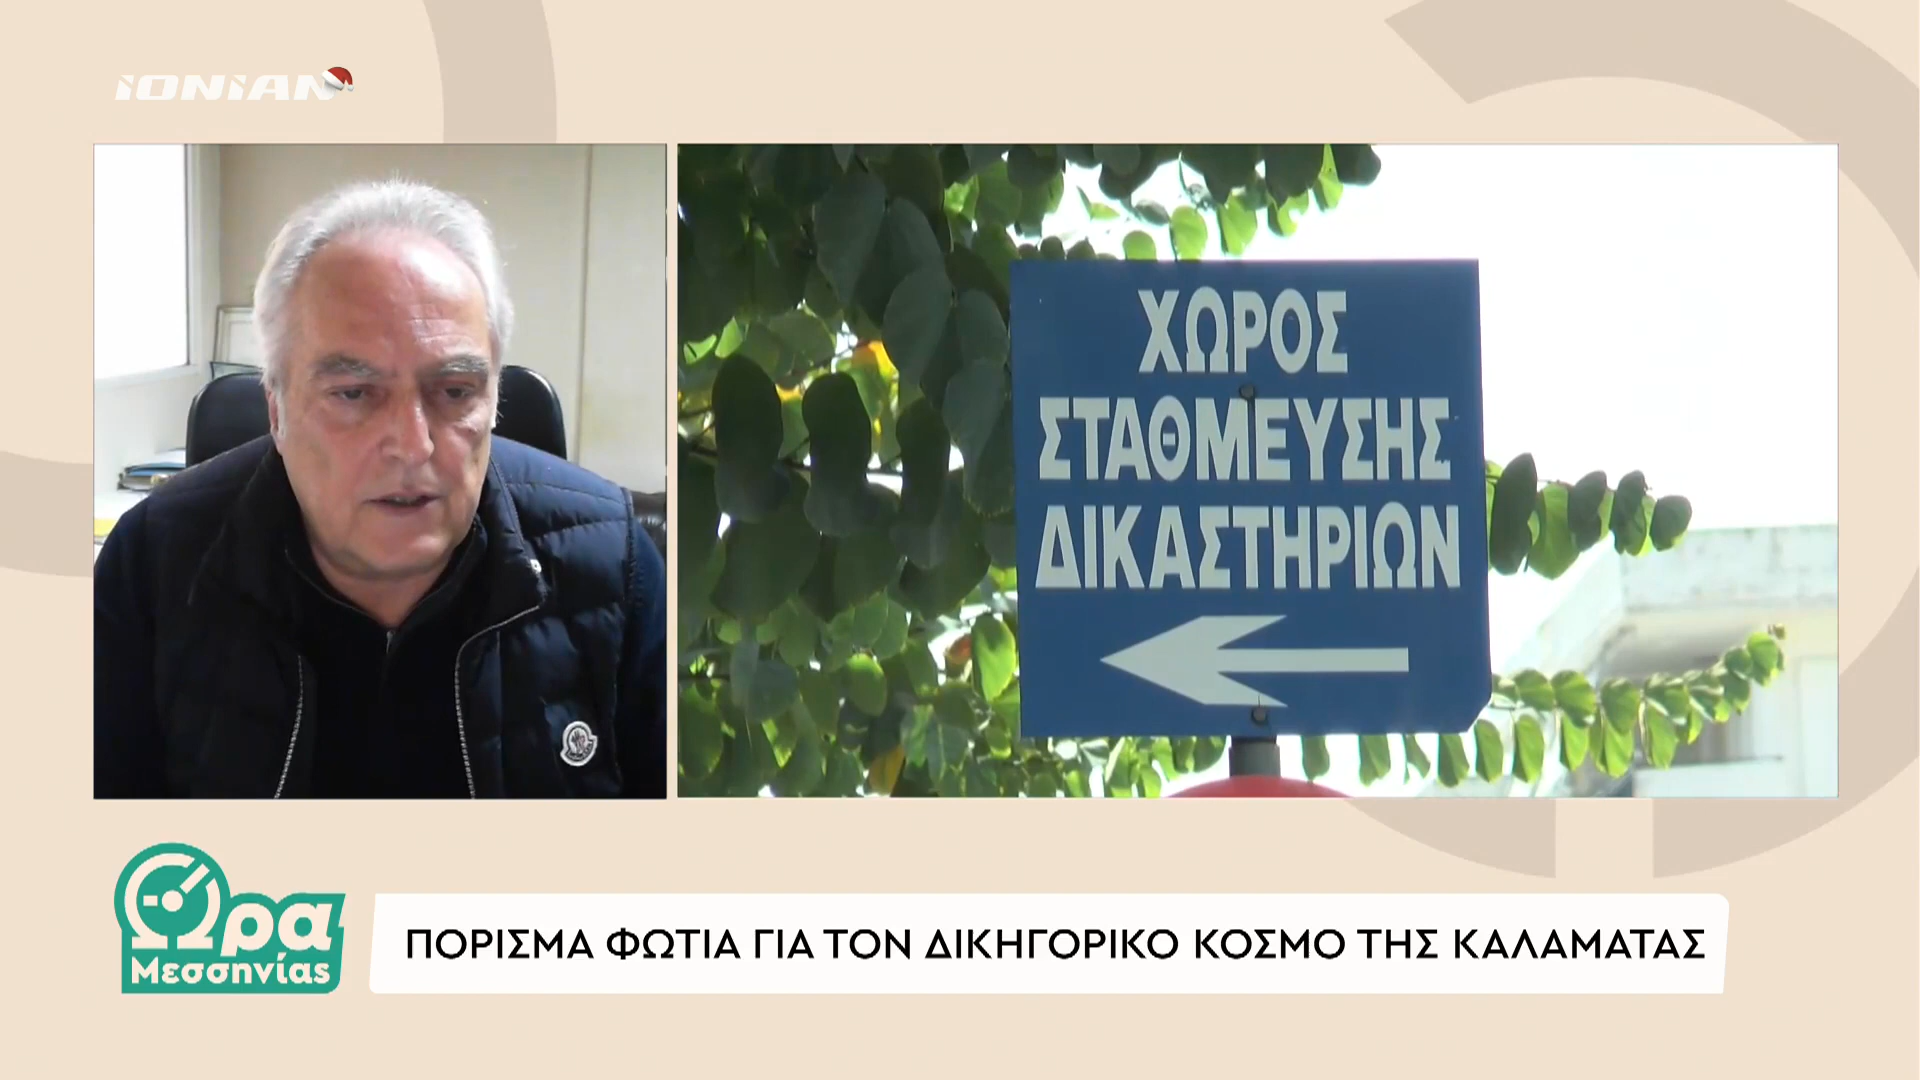 IONIAN
ΧΩΡΟΣ
ΣΤΑΘΜΕΥΣΗΣ
ΔΙΚΑΣΤΗΡΙΩΝ
Ωρα
Μεσσηνίας
ΠΟΡΙΣΜΑ ΦΩΤΙΑ ΓΙΑ ΤΟΝ ΔΙΚΗΓΟΡΙΚΟ ΚΟΣΜΟ ΤΗΣ ΚΑΛΑΜΑΤΑΣ